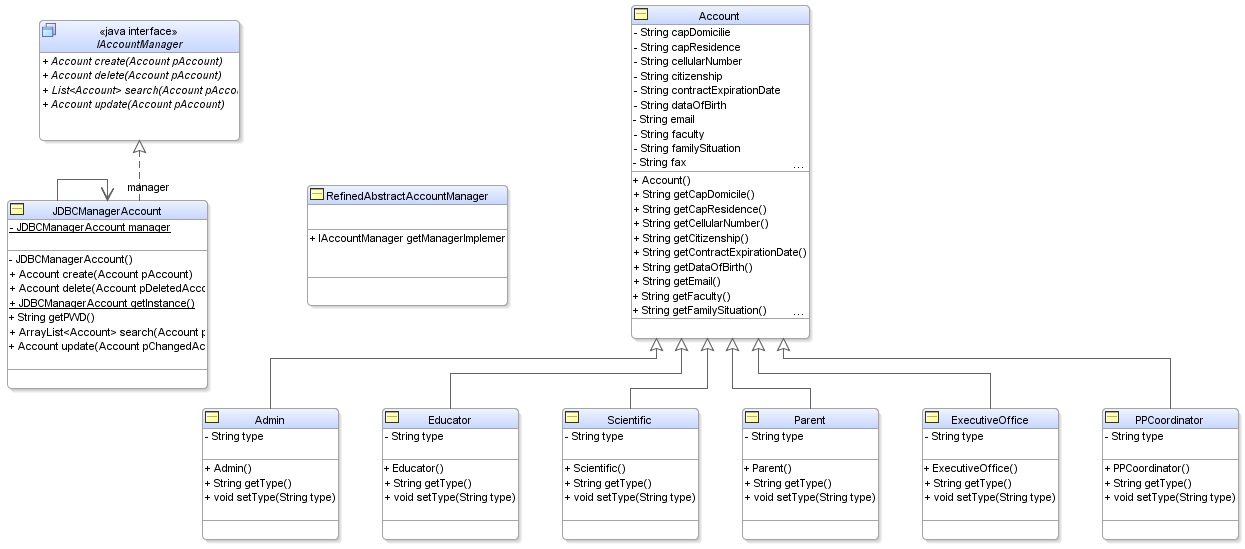 «java interface»
IAccountManager
+ Account create(Account pAccount)
+ Account delete(Account pAccount)
+ List<Account> search(Account pAcco
+ Account update(Account pAccount)
manager
JDBCManagerAccount
- JDBCManagerAccount manager
- JDBCManagerAccount()
+ Account create(Account pAccount)
+ Account delete(Account pDeletedAcc
+ JDBCManagerAccount getInstance()
+ String getPWD()
+ ArrayList<Account> search(Account p
+ Account update(Account pChangedAc
RefinedAbstractAccountManager
+ IAccountManager getManagerImplemer
Account
- String capDomicilie
- String capResidence
- String cellularNumber
- String citizenship
- String contractExpirationDate
- String dataOfBirth
- String email
- String faculty
- String familySituation
- String fax
...
+ Account()
+ String getCapDomicile()
+ String getCapResidence()
+ String getCellularNumber()
+ String getCitizenship()
+ String getContractExpirationDate()
+ String getDataOfBirth()
+ String getEmail()
+ String getFaculty()
+ String getFamilySituation()
...
Admin
- String type
+ Admin()
+ String getType()
+ void setType(String type)
Educator
- String type
+ Educator()
+ String getType()
+ void setType(String type)
Scientific
- String type
+ Scientific()
+ String getType()
+ void setType(String type)
Parent
- String type
+ Parent()
+ String getType()
+ void setType(String type)
ExecutiveOffice
- String type
+ ExecutiveOffice()
+ String getType()
+ void setType(String type)
PPCoordinator
- String type
+ PPCoordinator()
+ String getType()
+ void setType(String type)